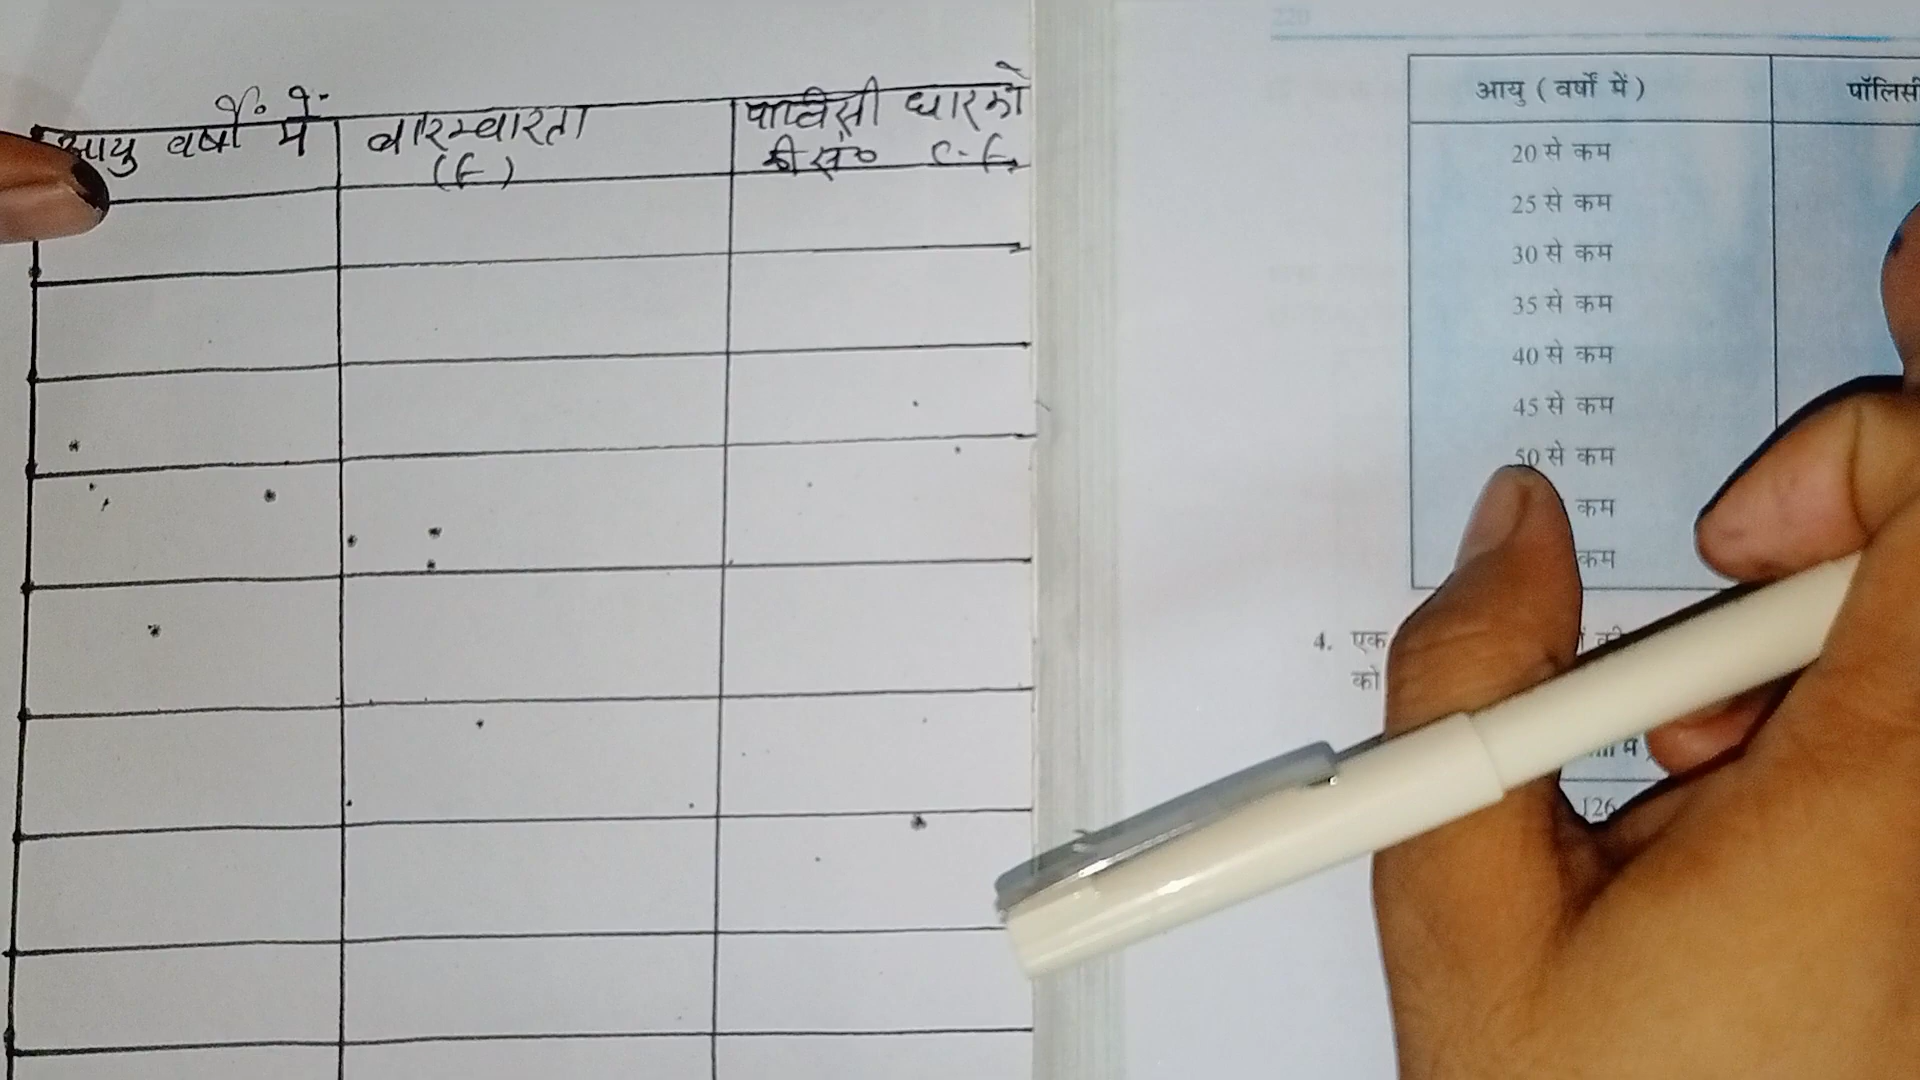 आयु वर्षों में
बारम्बारता
(f)
पालिसी धारको
की सं० c.f.
220
आयु ( वर्षों में )
पॉलिसी
20 से कम
25 से कम
30 से कम
35 से कम
40 से कम
45 से कम
50 से कम
कम
कम
4. एक
को
में
126